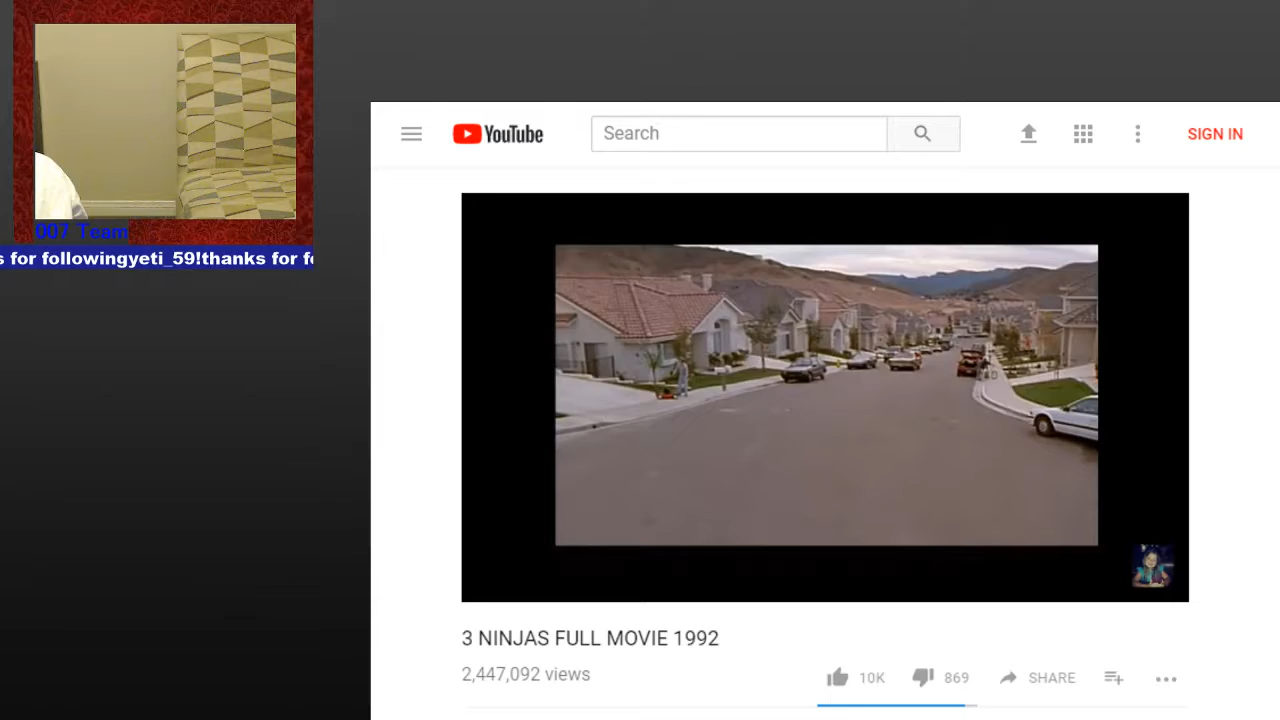 007 Team
s for followingyeti_59!thanks for fo
YouTube
Search
SIGN IN
3 NINJAS FULL MOVIE 1992
2,447,092 views
10K
869
SHARE